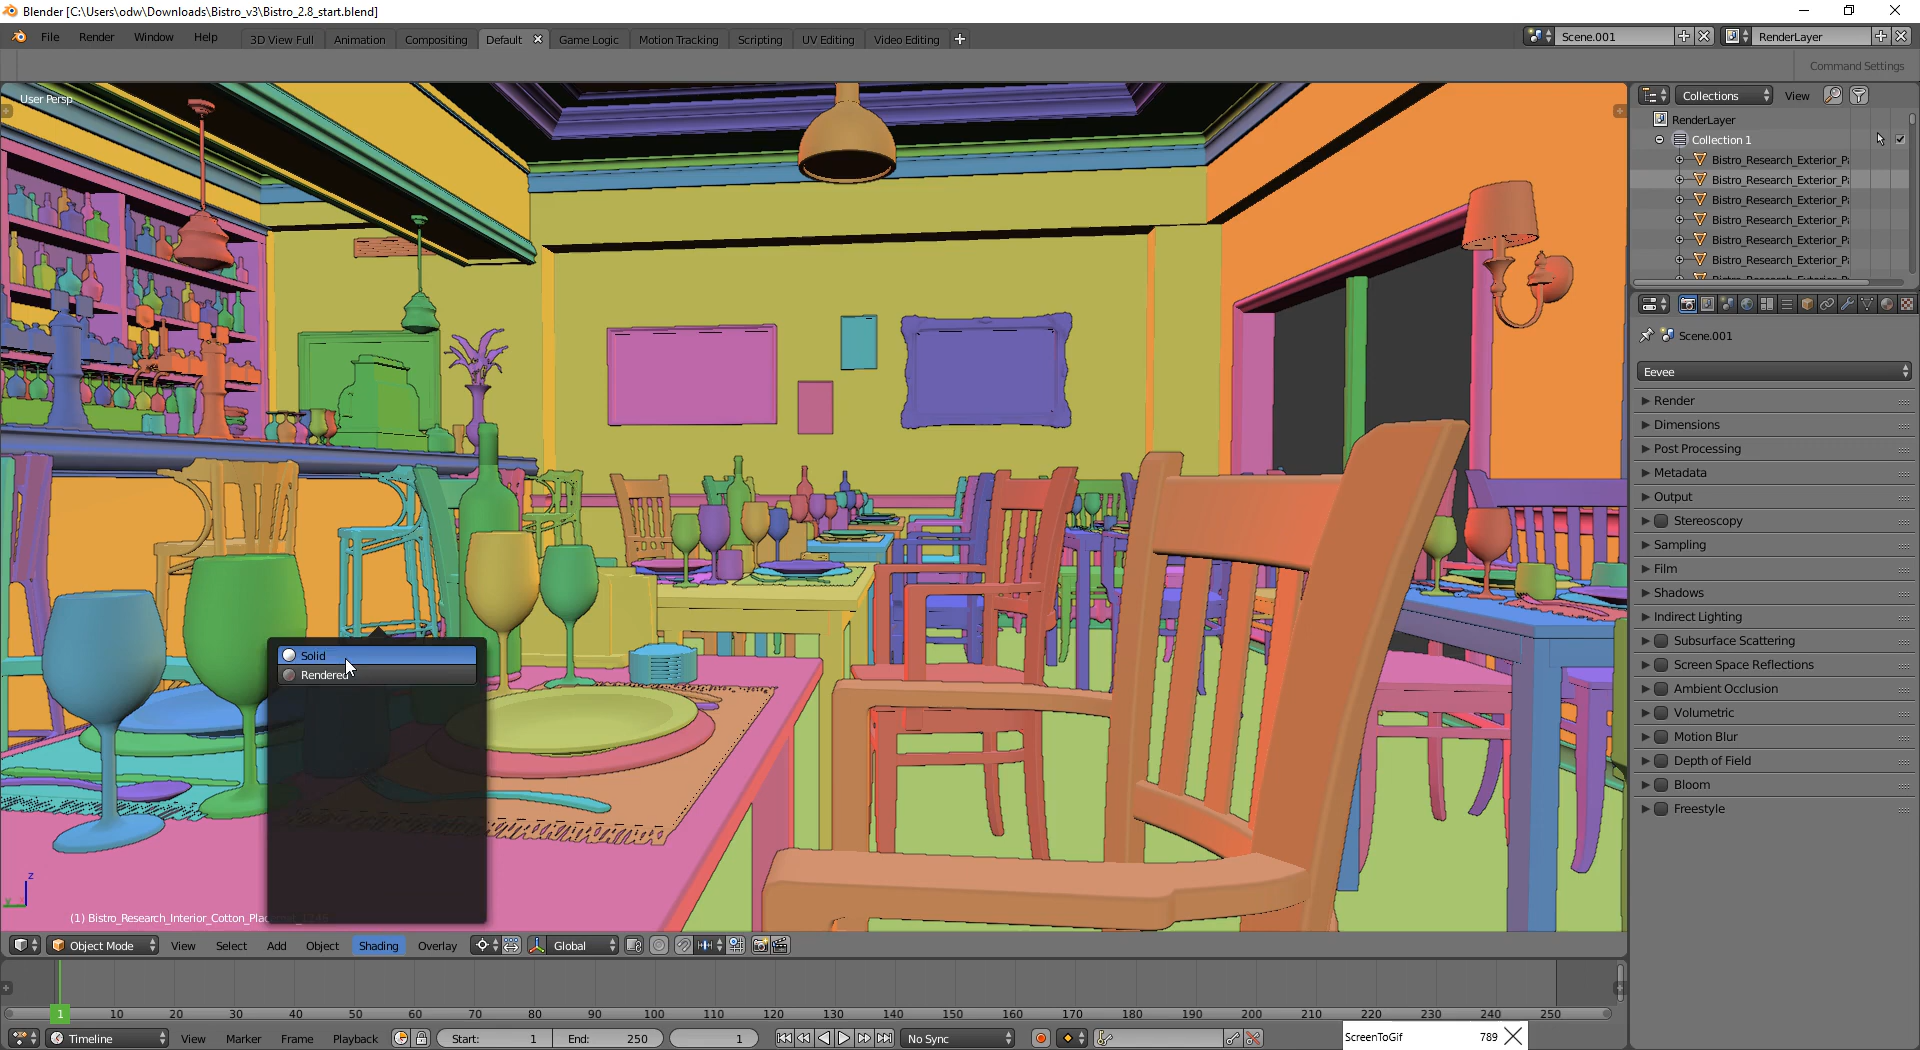 Blender [C:\Users\odw\Downloads\Bistro_v3\Bistro_2.8_start.blend]
File Render Window Help 3D View Full Animation Compositing Default Game Logic Motion Tracking Scripting UV Editing Video Editing Scene.001 RenderLayer
Command Settings
User Persp
Collections View
RenderLayer
Collection 1
Bistro_Research_Exterior_Pa
Bistro_Research_Exterior_Pa
Bistro_Research_Exterior_Pa
Bistro_Research_Exterior_Pa
Bistro_Research_Exterior_Pa
Bistro_Research_Exterior_Pa
Scene.001
Eevee
Render
Dimensions
Post Processing
Metadata
Output
Stereoscopy
Sampling
Film
Shadows
Indirect Lighting
Subsurface Scattering
Screen Space Reflections
Ambient Occlusion
Volumetric
Motion Blur
Depth of Field
Bloom
Freestyle
Solid
Rendered
z
y
(1) Bistro_Research_Interior_Cotton_Pla
Object Mode View Select Add Object Shading Overlay Global
1 10 20 30 40 50 60 70 80 90 100 110 120 130 140 150 160 170 180 190 200 210 220 230 240 250
Timeline View Marker Frame Playback Start: 1 End: 250 1 No Sync
ScreenToGif 789